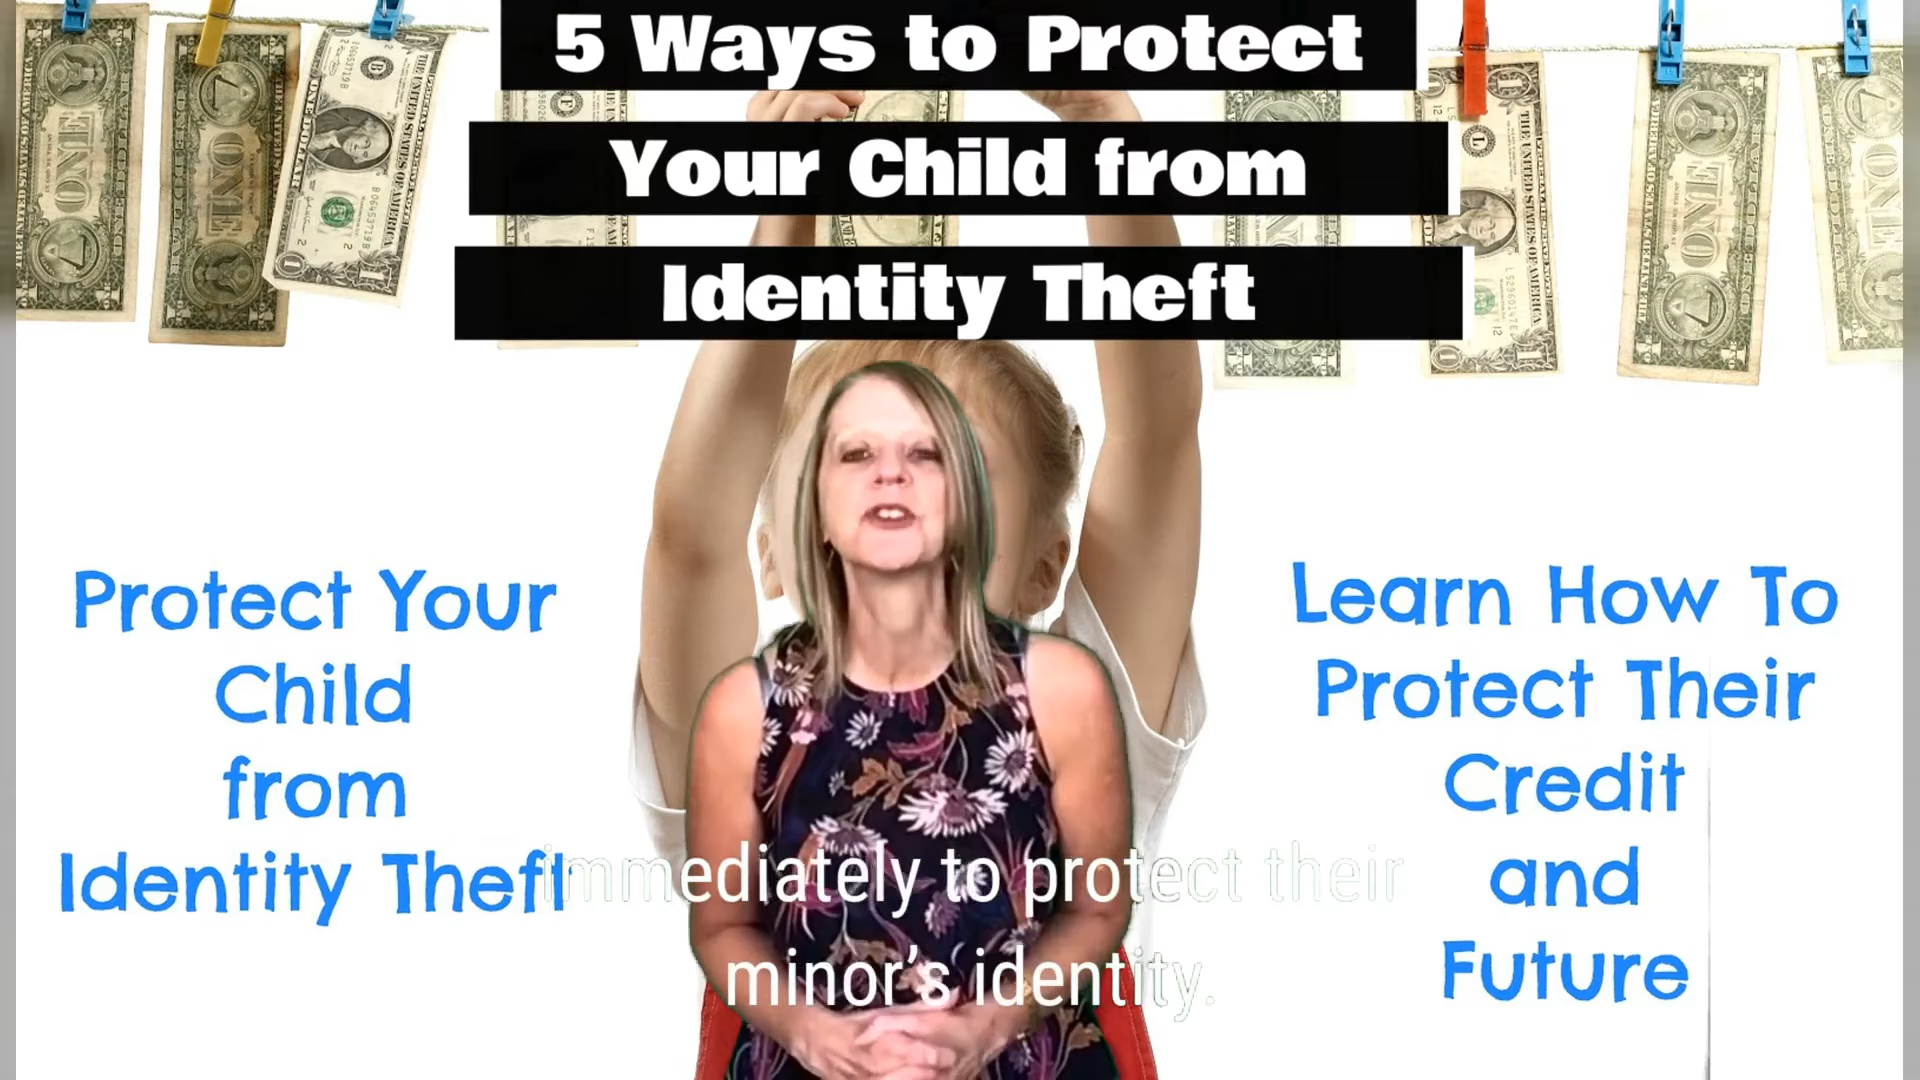 5 Ways to Protect
Your Child from
Identity Theft
Protect Your
Child
from
Identity Theft
Learn How To
Protect Their
Credit
and
Future
immediately to protect their
minor's identity.